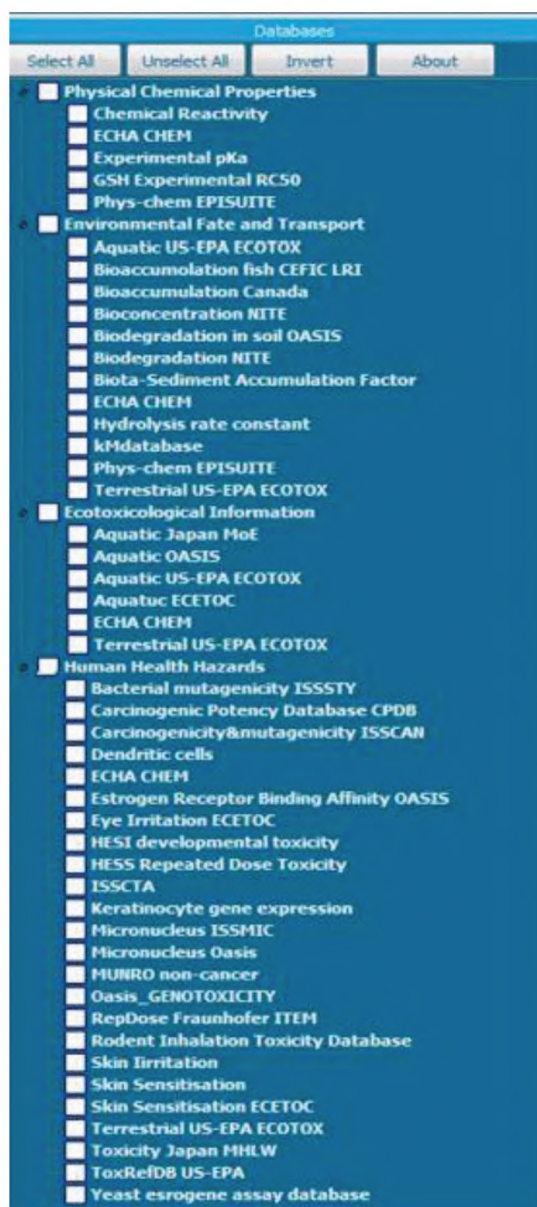 Databases
Select All Unselect All Invert About
Physical Chemical Properties
Chemical Reactivity
ECHA CHEM
Experimental pKa
GSH Experimental RC50
Phys-chem EPISUITE
Environmental Fate and Transport
Aquatic US-EPA ECOTOX
Bioaccumolation fish CEFIC LRI
Bioaccumulation Canada
Bioconcentration NITE
Biodegradation in soil OASIS
Biodegradation NITE
Biota-Sediment Accumulation Factor
ECHA CHEM
Hydrolysis rate constant
kMdatabase
Phys-chem EPISUITE
Terrestrial US-EPA ECOTOX
Ecotoxicological Information
Aquatic Japan MoE
Aquatic OASIS
Aquatic US-EPA ECOTOX
Aquatuc ECETOC
ECHA CHEM
Terrestrial US-EPA ECOTOX
Human Health Hazards
Bacterial mutagenicity ISSSTY
Carcinogenic Potency Database CPDB
Carcinogenicity&mutagenicity ISSCAN
Dendritic cells
ECHA CHEM
Estrogen Receptor Binding Affinity OASIS
Eye Irritation ECETOC
HESI developmental toxicity
HESS Repeated Dose Toxicity
ISSCTA
Keratinocyte gene expression
Micronucleus ISSMIC
Micronucleus Oasis
MUNRO non-cancer
Oasis_GENOTOXICITY
RepDose Fraunhofer ITEM
Rodent Inhalation Toxicity Database
Skin Iirritation
Skin Sensitisation
Skin Sensitisation ECETOC
Terrestrial US-EPA ECOTOX
Toxicity Japan MHLW
ToxRefDB US-EPA
Yeast esrogene assay database